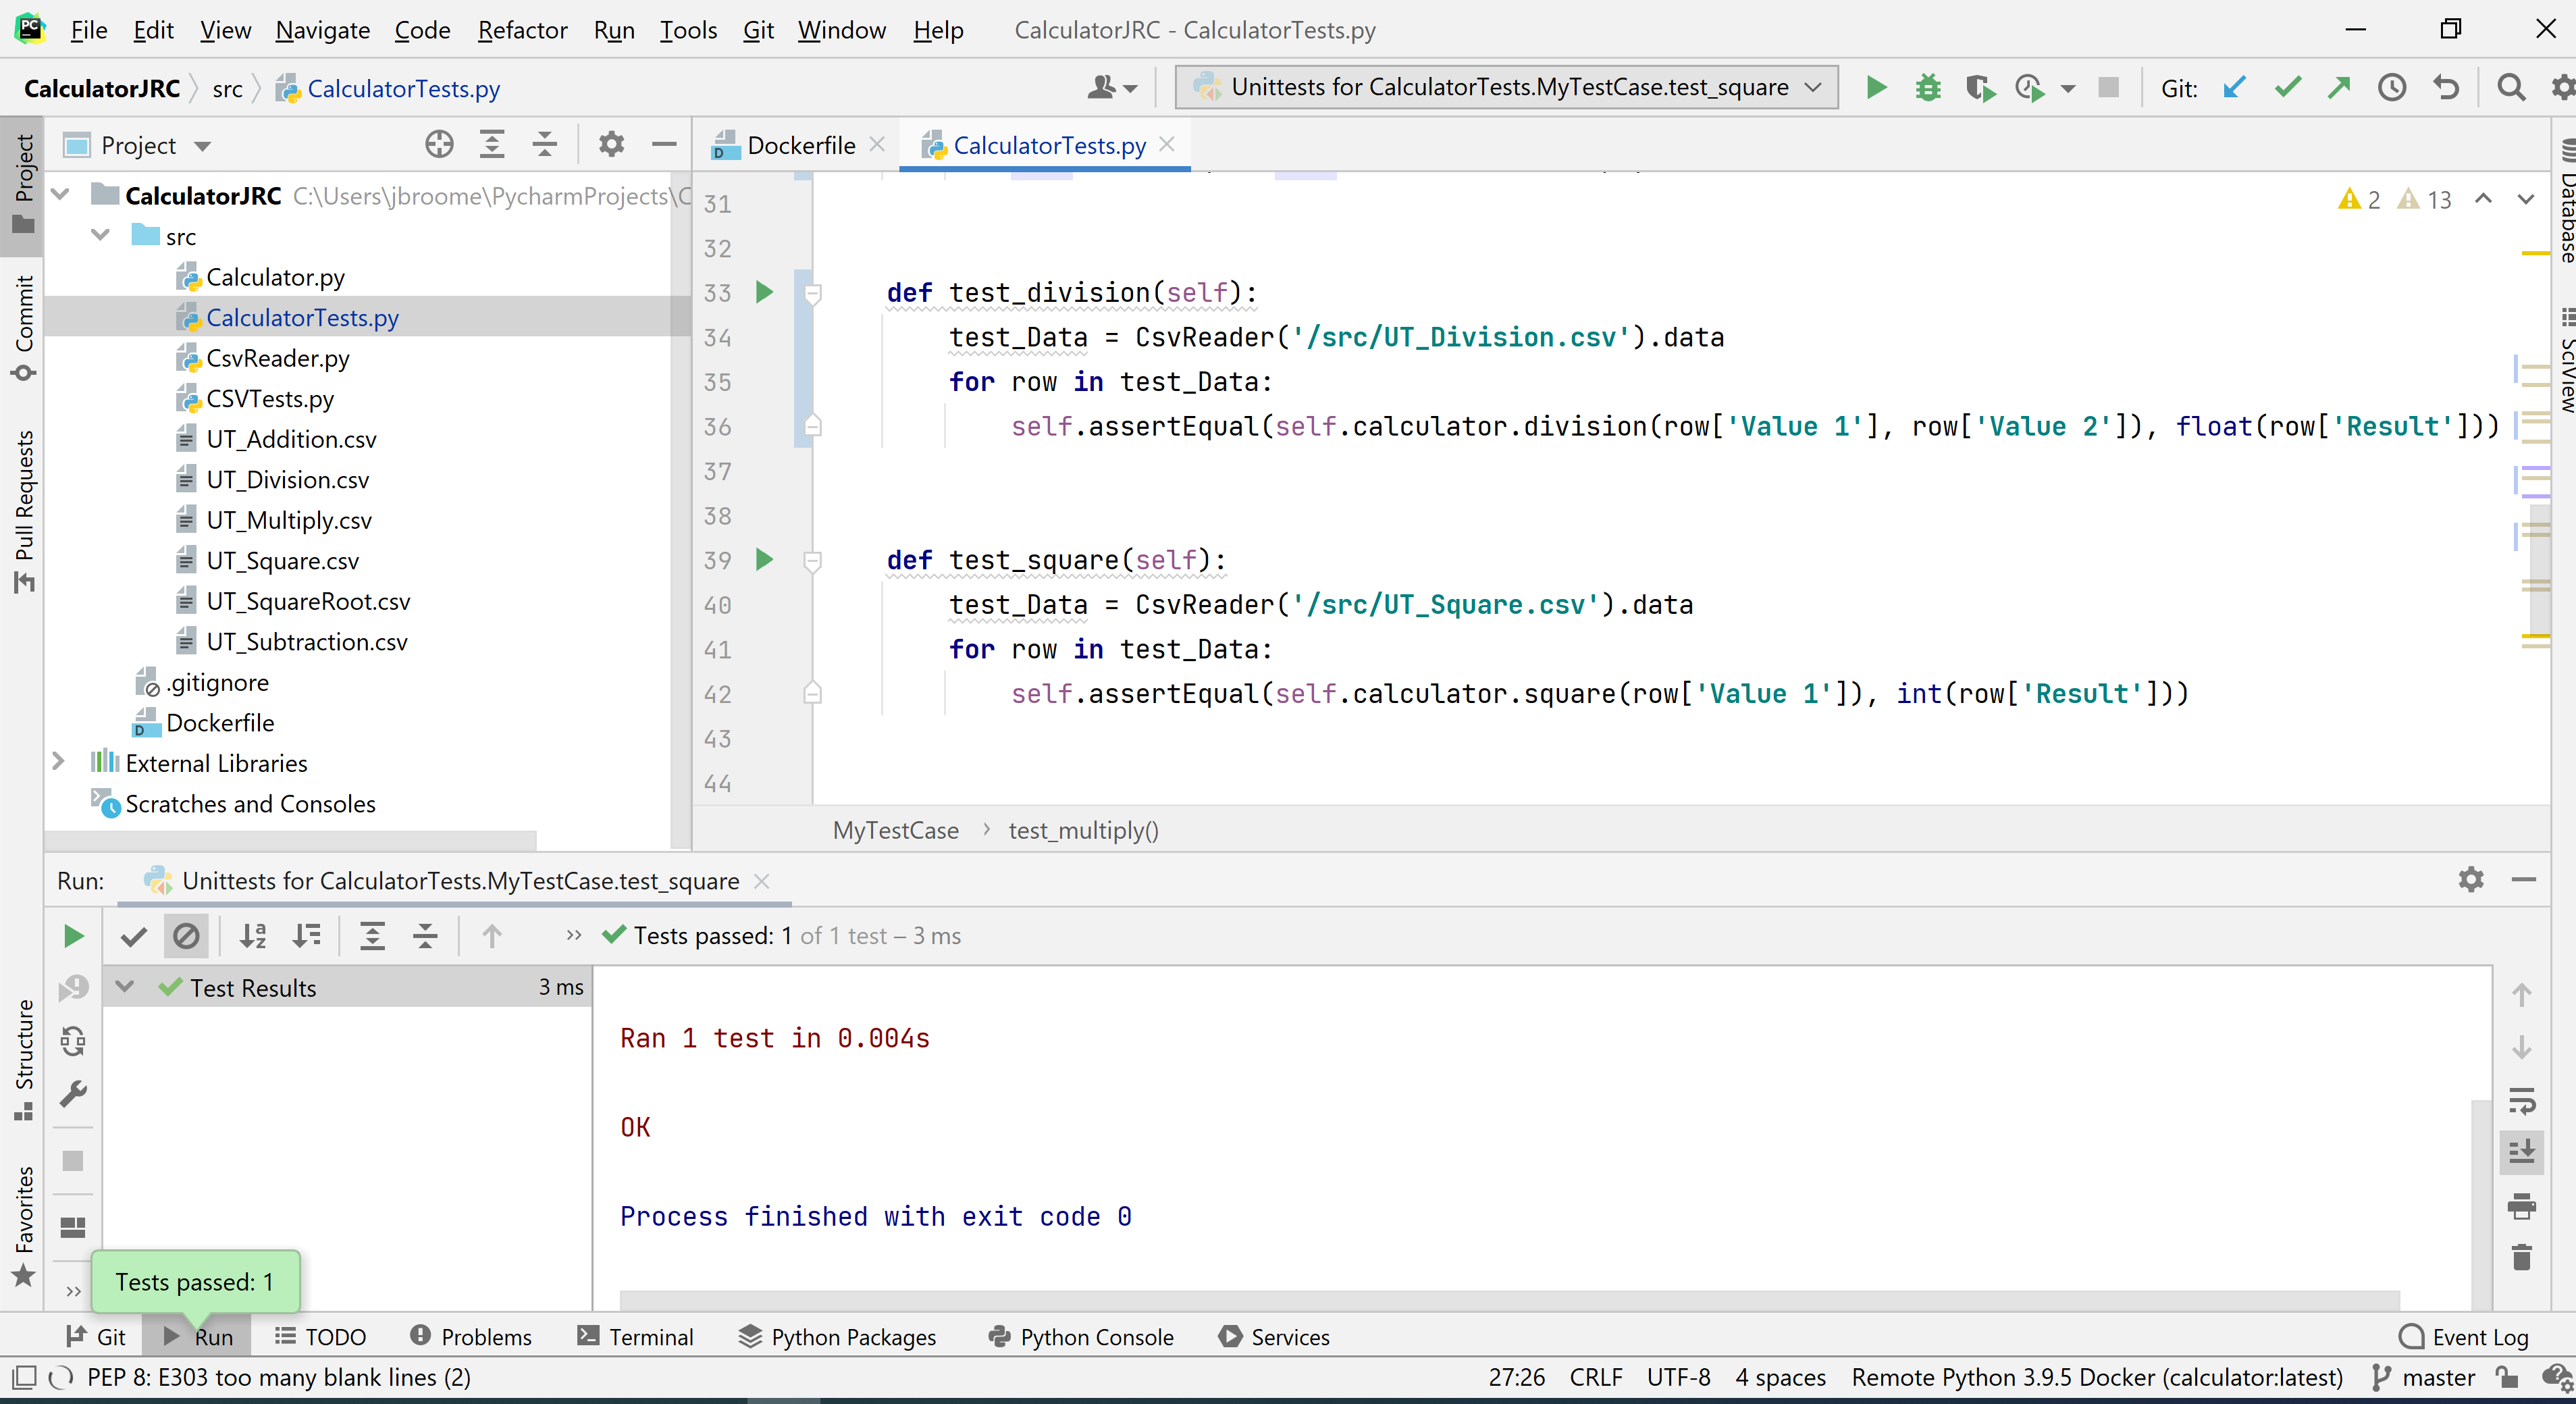 File Edit View Navigate Code Refactor Run Tools Git Window Help CalculatorJRC - CalculatorTests.py
CalculatorJRC src CalculatorTests.py
Unittests for CalculatorTests.MyTestCase.test_square
Git:
Project
Commit
Pull Requests
Structure
Favorites
Project
CalculatorJRC C:\Users\jbroome\PycharmProjects\C
src
Calculator.py
CalculatorTests.py
CsvReader.py
CSVTests.py
UT_Addition.csv
UT_Division.csv
UT_Multiply.csv
UT_Square.csv
UT_SquareRoot.csv
UT_Subtraction.csv
.gitignore
Dockerfile
External Libraries
Scratches and Consoles
Dockerfile CalculatorTests.py
2 13
31
32
33 def test_division(self):
34 test_Data = CsvReader('/src/UT_Division.csv').data
35 for row in test_Data:
36 self.assertEqual(self.calculator.division(row['Value 1'], row['Value 2']), float(row['Result']))
37
38
39 def test_square(self):
40 test_Data = CsvReader('/src/UT_Square.csv').data
41 for row in test_Data:
42 self.assertEqual(self.calculator.square(row['Value 1']), int(row['Result']))
43
44
MyTestCase › test_multiply()
Database
SciView
Run: Unittests for CalculatorTests.MyTestCase.test_square
» Tests passed: 1 of 1 test – 3 ms
Test Results 3 ms
Ran 1 test in 0.004s
OK
Process finished with exit code 0
»
Tests passed: 1
Git Run TODO Problems Terminal Python Packages Python Console Services Event Log
PEP 8: E303 too many blank lines (2) 27:26 CRLF UTF-8 4 spaces Remote Python 3.9.5 Docker (calculator:latest) master